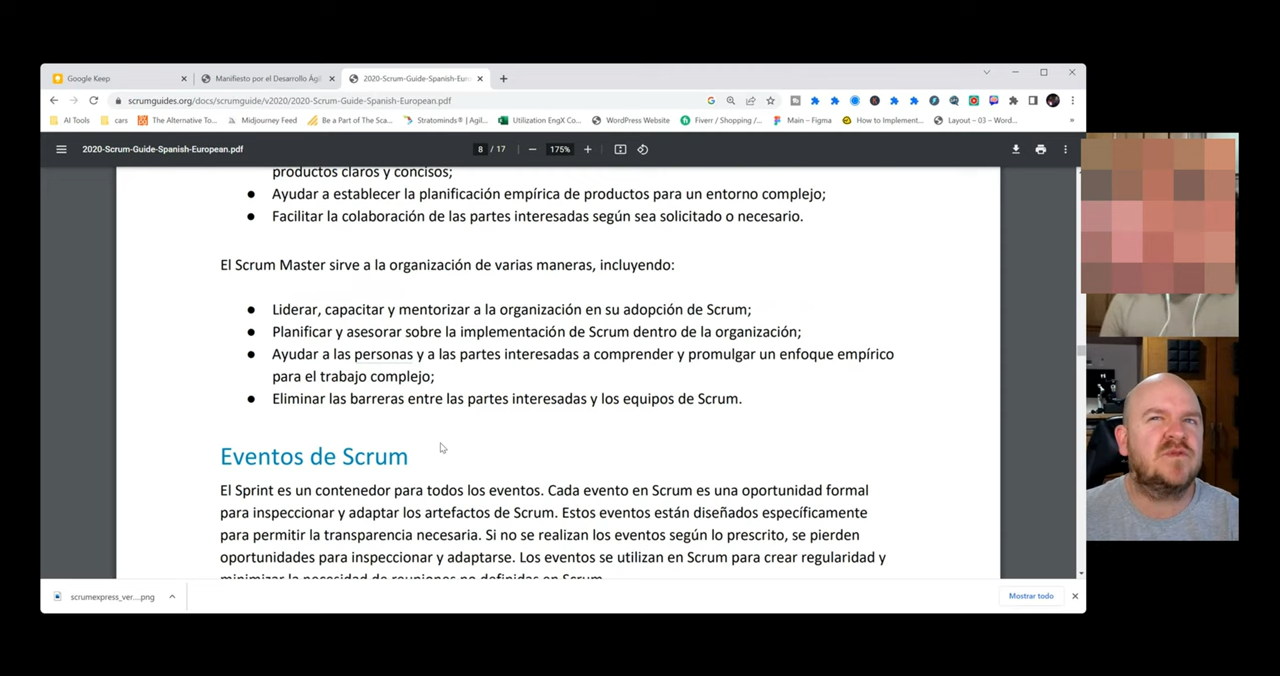 Google Keep
Manifiesto por el Desarrollo Ágil
2020-Scrum-Guide-Spanish-Euro
scrumguides.org/docs/scrumguide/v2020/2020-Scrum-Guide-Spanish-European.pdf
AI Tools
cars
The Alternative To...
Midjourney Feed
Be a Part of The Sca...
Stratominds® | Agil...
Utilization EngX Co...
WordPress Website
Fiverr / Shopping /...
Main – Figma
How to Implement...
Layout – 03 – Word...
2020-Scrum-Guide-Spanish-European.pdf
8 / 17
175%
productos claros y concisos;
● Ayudar a establecer la planificación empírica de productos para un entorno complejo;
● Facilitar la colaboración de las partes interesadas según sea solicitado o necesario.
El Scrum Master sirve a la organización de varias maneras, incluyendo:
● Liderar, capacitar y mentorizar a la organización en su adopción de Scrum;
● Planificar y asesorar sobre la implementación de Scrum dentro de la organización;
● Ayudar a las personas y a las partes interesadas a comprender y promulgar un enfoque empírico
para el trabajo complejo;
● Eliminar las barreras entre las partes interesadas y los equipos de Scrum.
Eventos de Scrum
El Sprint es un contenedor para todos los eventos. Cada evento en Scrum es una oportunidad formal
para inspeccionar y adaptar los artefactos de Scrum. Estos eventos están diseñados específicamente
para permitir la transparencia necesaria. Si no se realizan los eventos según lo prescrito, se pierden
oportunidades para inspeccionar y adaptarse. Los eventos se utilizan en Scrum para crear regularidad y
minimizar la necesidad de reuniones no definidas en Scrum.
scrumexpress_ver....png
Mostrar todo